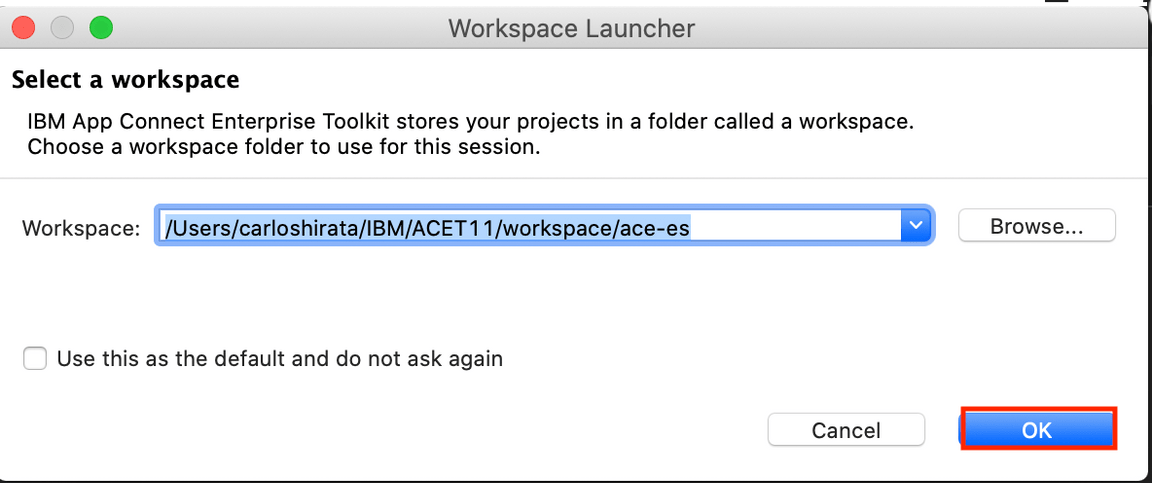 Workspace Launcher
Select a workspace
IBM App Connect Enterprise Toolkit stores your projects in a folder called a workspace.
Choose a workspace folder to use for this session.
Workspace: /Users/carloshirata/IBM/ACET11/workspace/ace-es Browse...
Use this as the default and do not ask again
Cancel OK